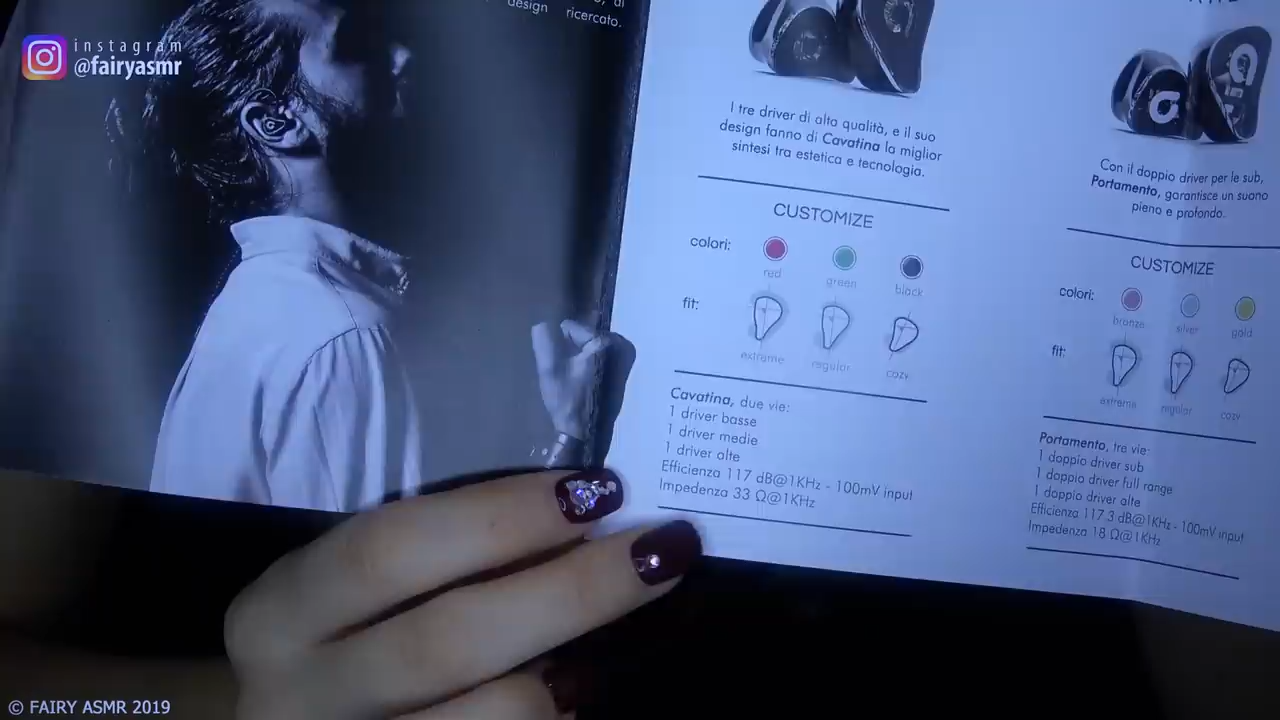 instagram
@fairyasmr
design ricercato.
I tre driver di alta qualità, e il suo
design fanno di Cavatina la miglior
sintesi tra estetica e tecnologia.
CUSTOMIZE
colori:
red
green
black
fit:
extreme
regular
cozy
Cavatina, due vie:
1 driver basse
1 driver medie
1 driver alte
Efficienza 117 dB@1KHz - 100mV input
Impedenza 33 Ω@1KHz
Con il doppio driver per le sub,
Portamento, garantisce un suono
pieno e profondo.
CUSTOMIZE
colori:
bronze
silver
gold
fit:
extreme
regular
cozy
Portamento, tre vie:
1 doppio driver sub
1 doppio driver full range
1 doppio driver alte
Efficienza 117.3 dB@1KHz - 100mV input
Impedenza 18 Ω@1KHz
© FAIRY ASMR 2019